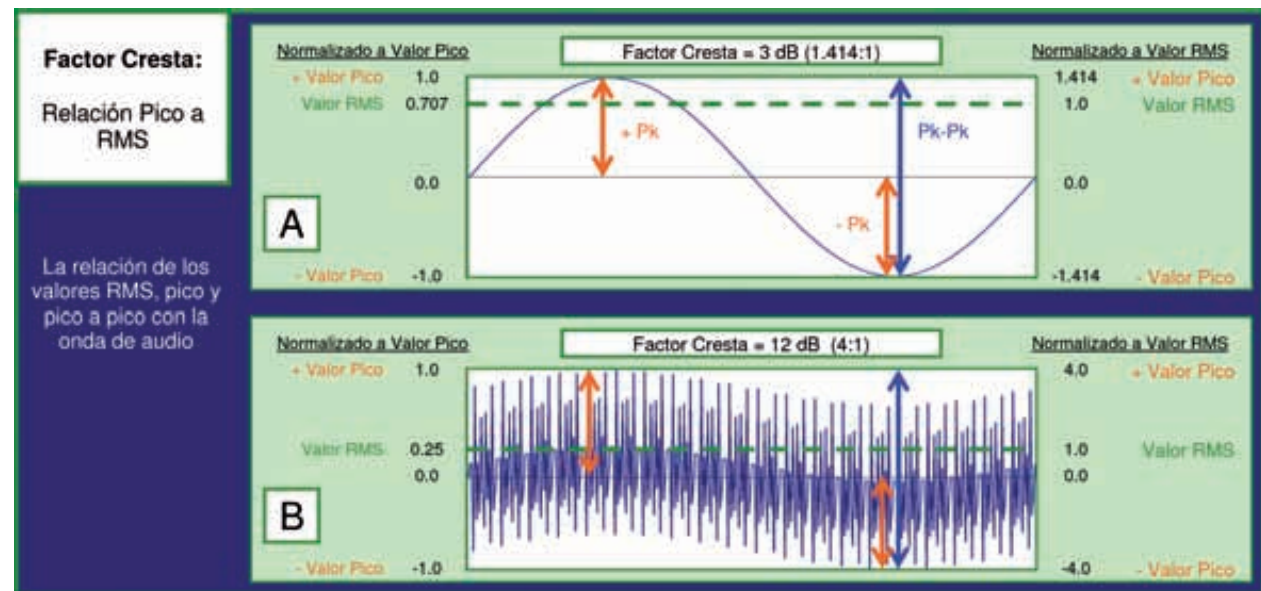 Factor Cresta:
Relación Pico a
RMS
La relación de los
valores RMS, pico y
pico a pico con la
onda de audio
Normalizado a Valor Pico
Factor Cresta = 3 dB (1.414:1)
Normalizado a Valor RMS
+ Valor Pico 1.0
1.414 + Valor Pico
Valor RMS 0.707
1.0 Valor RMS
+ Pk
Pk-Pk
0.0
0.0
A
- Pk
- Valor Pico -1.0
-1.414 - Valor Pico
Normalizado a Valor Pico
Factor Cresta = 12 dB (4:1)
Normalizado a Valor RMS
+ Valor Pico 1.0
4.0 + Valor Pico
Valor RMS 0.25
1.0 Valor RMS
0.0
0.0
B
- Valor Pico -1.0
-4.0 - Valor Pico